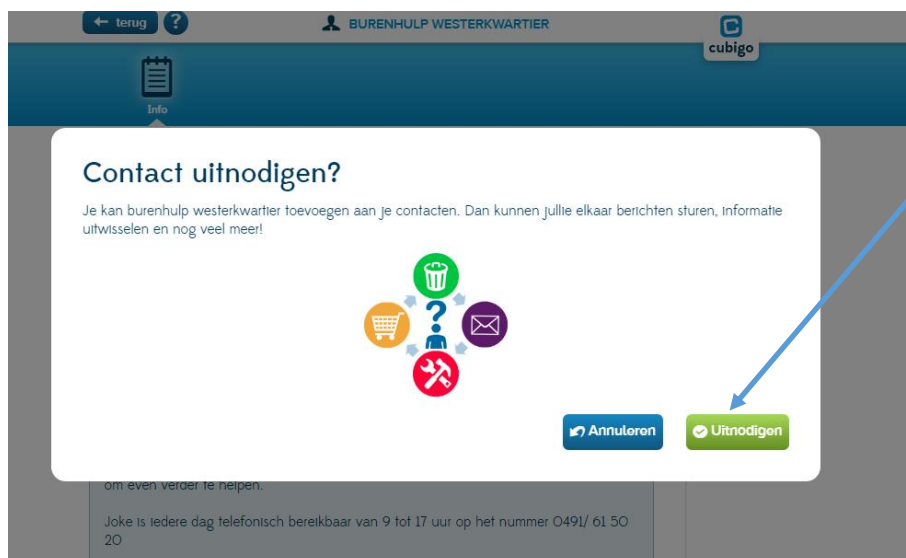 ← terug ?
BURENHULP WESTERKWARTIER
cubigo
Info
Contact uitnodigen?
Je kan burenhulp westerkwartier toevoegen aan je contacten. Dan kunnen jullie elkaar berichten sturen, informatie
uitwisselen en nog veel meer!
?
Annuleren
Uitnodigen
om even verder te helpen.
Joke is iedere dag telefonisch bereikbaar van 9 tot 17 uur op het nummer 0491/ 61 50
20